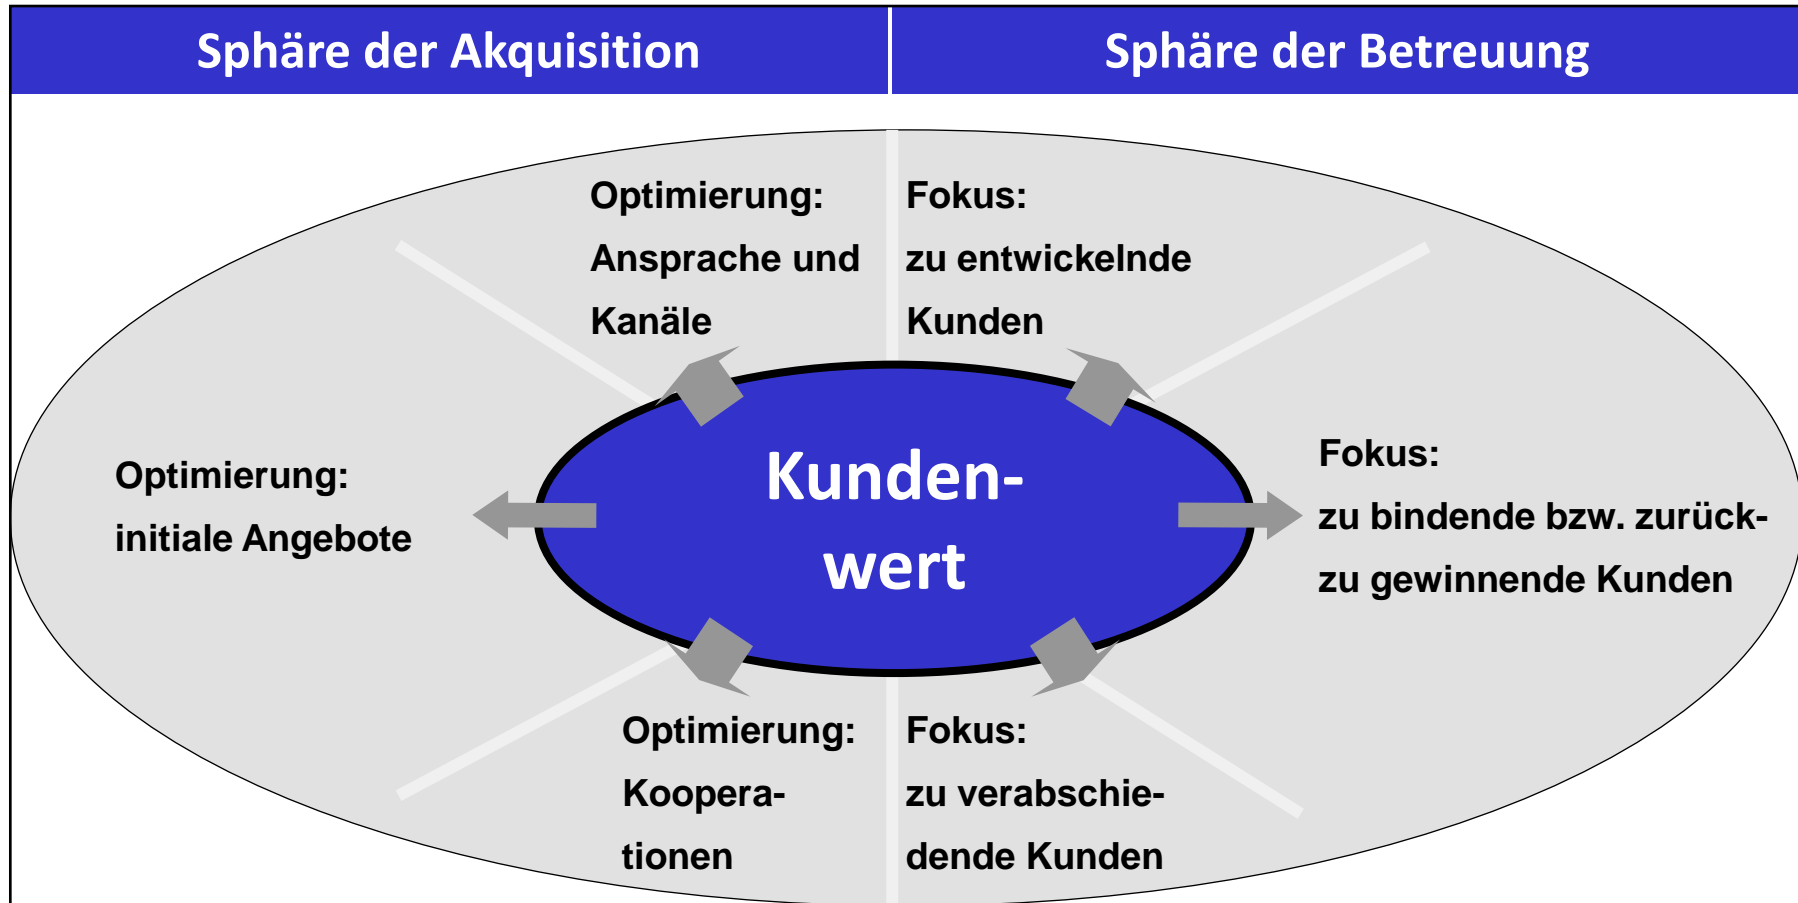 Sphäre der Akquisition
Sphäre der Betreuung
Optimierung:
Ansprache und
Kanäle
Fokus:
zu entwickelnde
Kunden
Optimierung:
initiale Angebote
Kunden-
wert
Fokus:
zu bindende bzw. zurück-
zu gewinnende Kunden
Optimierung:
Koopera-
tionen
Fokus:
zu verabschie-
dende Kunden